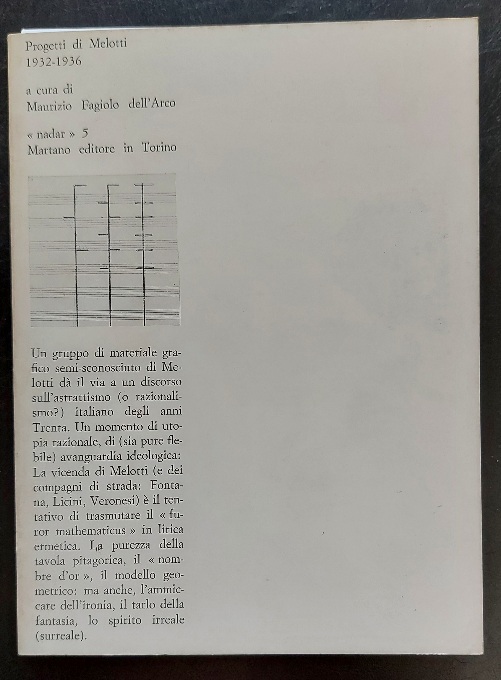 Progetti di Melotti
1932-1936
a cura di
Maurizio Fagiolo dell'Arco
« nadar » 5
Martano editore in Torino
Un gruppo di materiale gra-
fico semi-sconosciuto di Me-
lotti dà il via a un discorso
sull'astrattismo (o razionali-
smo?) italiano degli anni
Trenta. Un momento di uto-
pia razionale, di (sia pure fle-
bile) avanguardia ideologica:
La vicenda di Melotti (e dei
compagni di strada: Fonta-
na, Licini, Veronesi) è il ten-
tativo di trasmutare il « fu-
ror mathematicus » in lirica
ermetica. La purezza della
tavola pitagorica, il « nom-
bre d'or », il modello geo-
metrico: ma anche, l'ammic-
care dell'ironia, il tarlo della
fantasia, lo spirito irreale
(surreale).